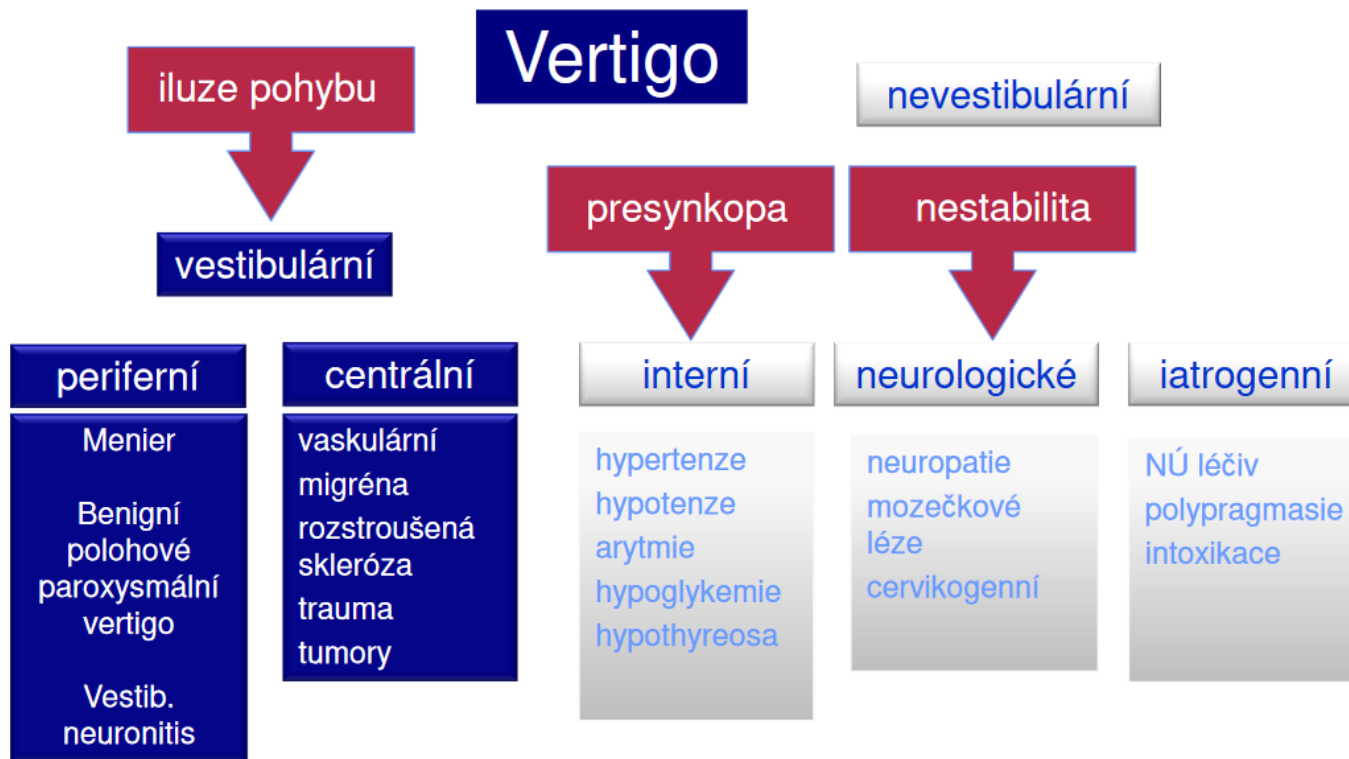 Vertigo
iluze pohybu
vestibulární
nevestibulární
presynkopa
nestabilita
periferní
Menier
Benigní
polohové
paroxysmální
vertigo
Vestib.
neuronitis
centrální
vaskulární
migréna
rozstroušená
skleróza
trauma
tumory
interní
hypertenze
hypotenze
arytmie
hypoglykemie
hypothyreosa
neurologické
neuropatie
mozečkové
léze
cervikogenní
iatrogenní
NÚ léčiv
polypragmasie
intoxikace